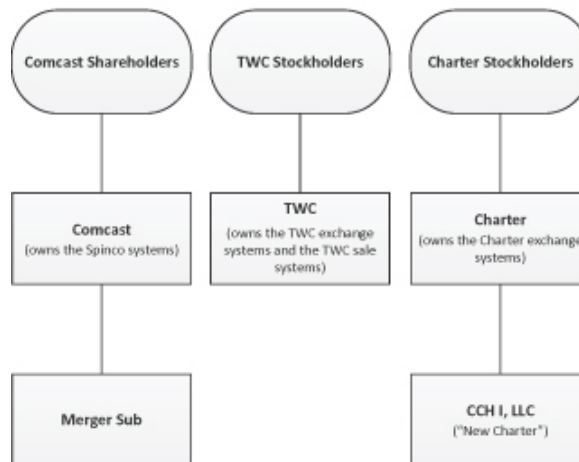 Comcast Shareholders
TWC Stockholders
Charter Stockholders
Comcast
(owns the Spinco systems)
TWC
(owns the TWC exchange
systems and the TWC sale
systems)
Charter
(owns the Charter exchange
systems)
Merger Sub
CCH I, LLC
("New Charter")